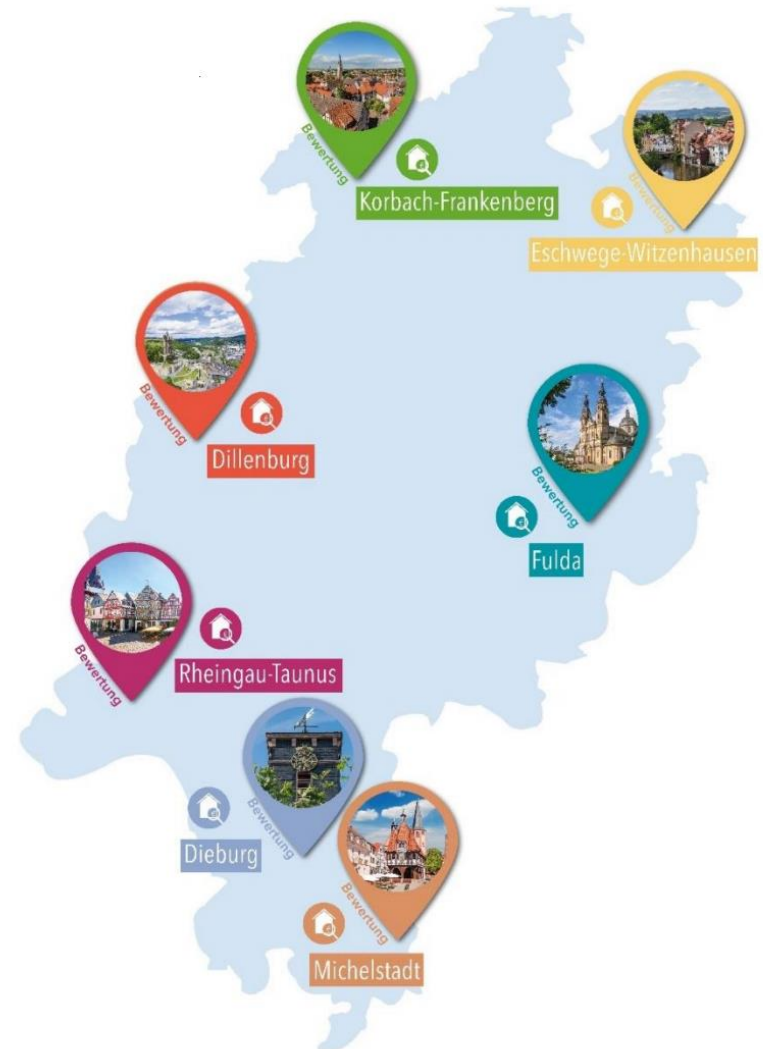 Bewertung
Korbach-Frankenberg
Bewertung
Eschwege-Witzenhausen
Bewertung
Dillenburg
Bewertung
Fulda
Bewertung
Rheingau-Taunus
Bewertung
Dieburg
Bewertung
Michelstadt